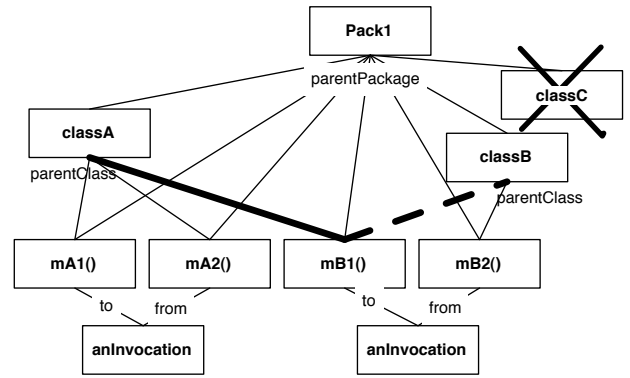 Pack1
parentPackage
classC
classA
classB
parentClass
parentClass
mA1()
mA2()
mB1()
mB2()
to
from
to
from
anInvocation
anInvocation